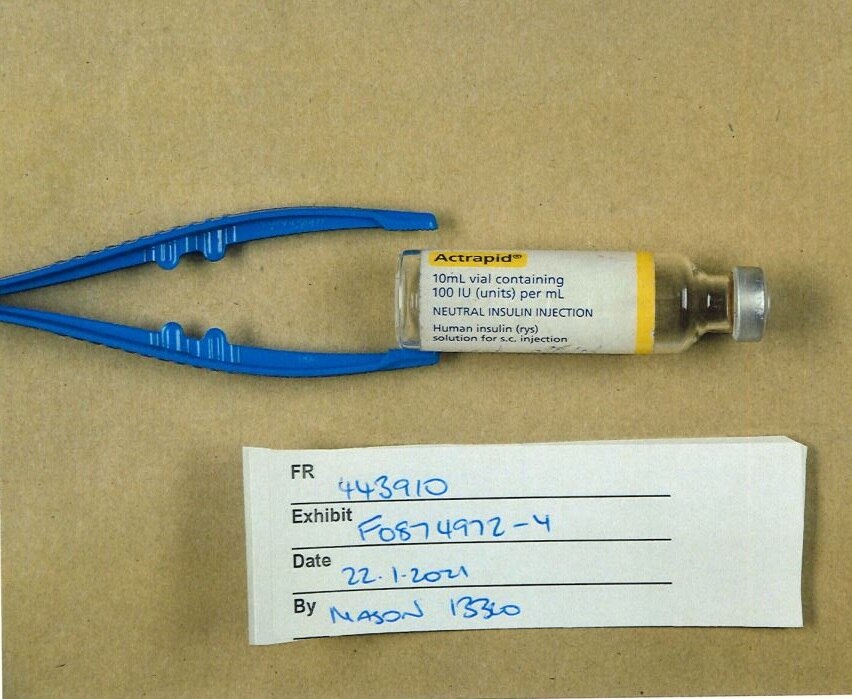 Actrapid®
10mL vial containing
100 IU (units) per mL
NEUTRAL INSULIN INJECTION
Human insulin (rys)
solution for s.c. injection
FR 443910
Exhibit F0874972-4
Date 22.1.2021
By MASON 13360